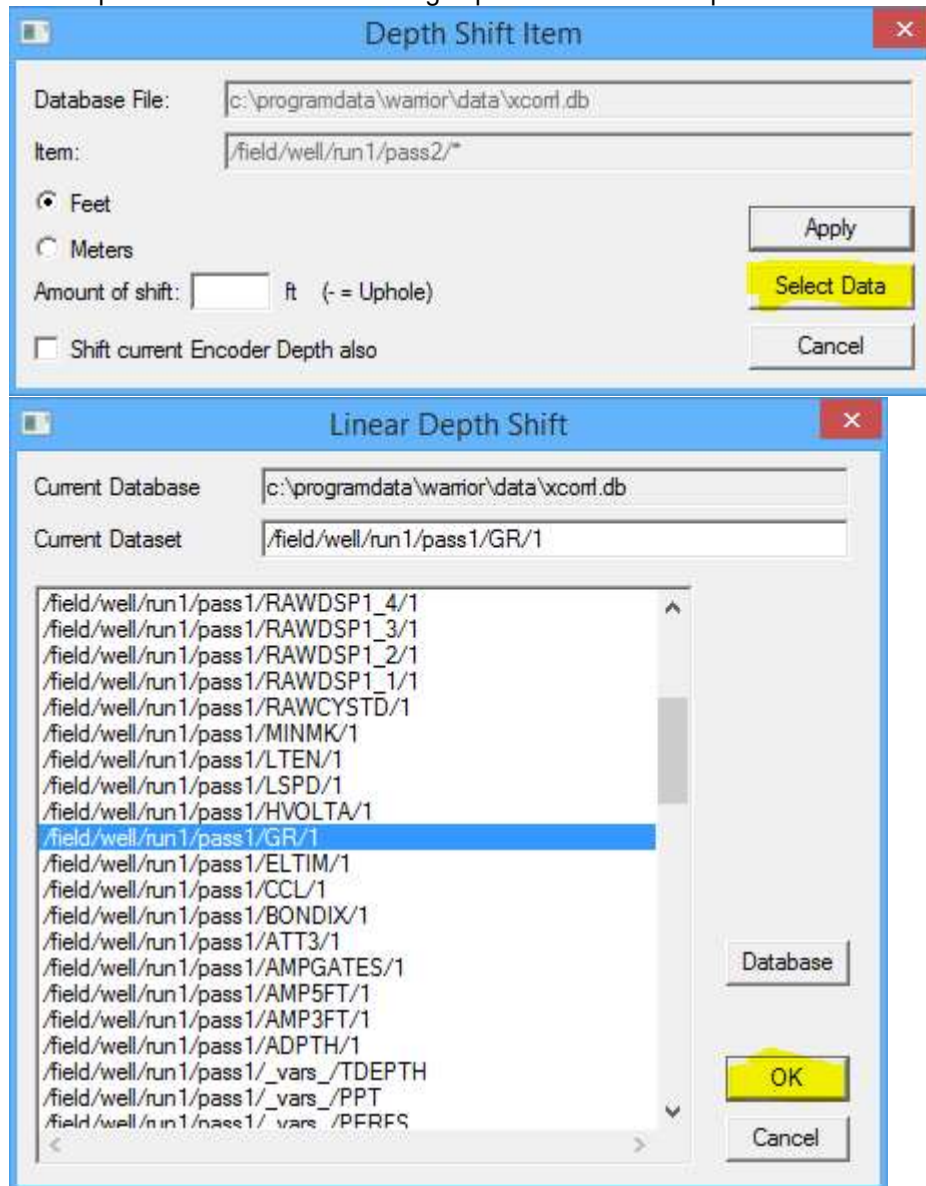 Depth Shift Item
Database File: c:\programdata\warrior\data\xcorrl.db
Item: /field/well/run1/pass2/*
Feet
Meters
Apply
Amount of shift: ft (- = Uphole)
Select Data
Shift current Encoder Depth also
Cancel
Linear Depth Shift
Current Database c:\programdata\warrior\data\xcorrl.db
Current Dataset /field/well/run1/pass1/GR/1
/field/well/run1/pass1/RAWDSP1_4/1
/field/well/run1/pass1/RAWDSP1_3/1
/field/well/run1/pass1/RAWDSP1_2/1
/field/well/run1/pass1/RAWDSP1_1/1
/field/well/run1/pass1/RAWCYSTD/1
/field/well/run1/pass1/MINMK/1
/field/well/run1/pass1/LTEN/1
/field/well/run1/pass1/LSPD/1
/field/well/run1/pass1/HVOLTA/1
/field/well/run1/pass1/GR/1
/field/well/run1/pass1/ELTIM/1
/field/well/run1/pass1/CCL/1
/field/well/run1/pass1/BONDIX/1
/field/well/run1/pass1/ATT3/1
/field/well/run1/pass1/AMPGATES/1
/field/well/run1/pass1/AMP5FT/1
/field/well/run1/pass1/AMP3FT/1
/field/well/run1/pass1/ADPTH/1
/field/well/run1/pass1/_vars_/TDEPTH
/field/well/run1/pass1/_vars_/PPT
/field/well/run1/pass1/_vars_/PERFS
Database
OK
Cancel